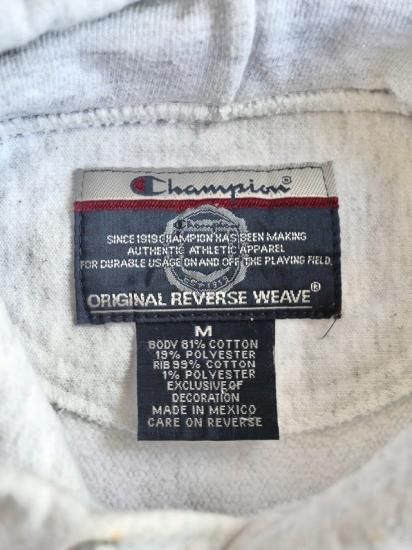 Champion®
SINCE 1919 CHAMPION HAS BEEN MAKING
AUTHENTIC ATHLETIC APPAREL
FOR DURABLE USAGE ON AND OFF THE PLAYING FIELD.
EST 1919
ORIGINAL REVERSE WEAVE®
M
BODY 81% COTTON
19% POLYESTER
RIB 99% COTTON
1% POLYESTER
EXCLUSIVE OF
DECORATION
MADE IN MEXICO
CARE ON REVERSE